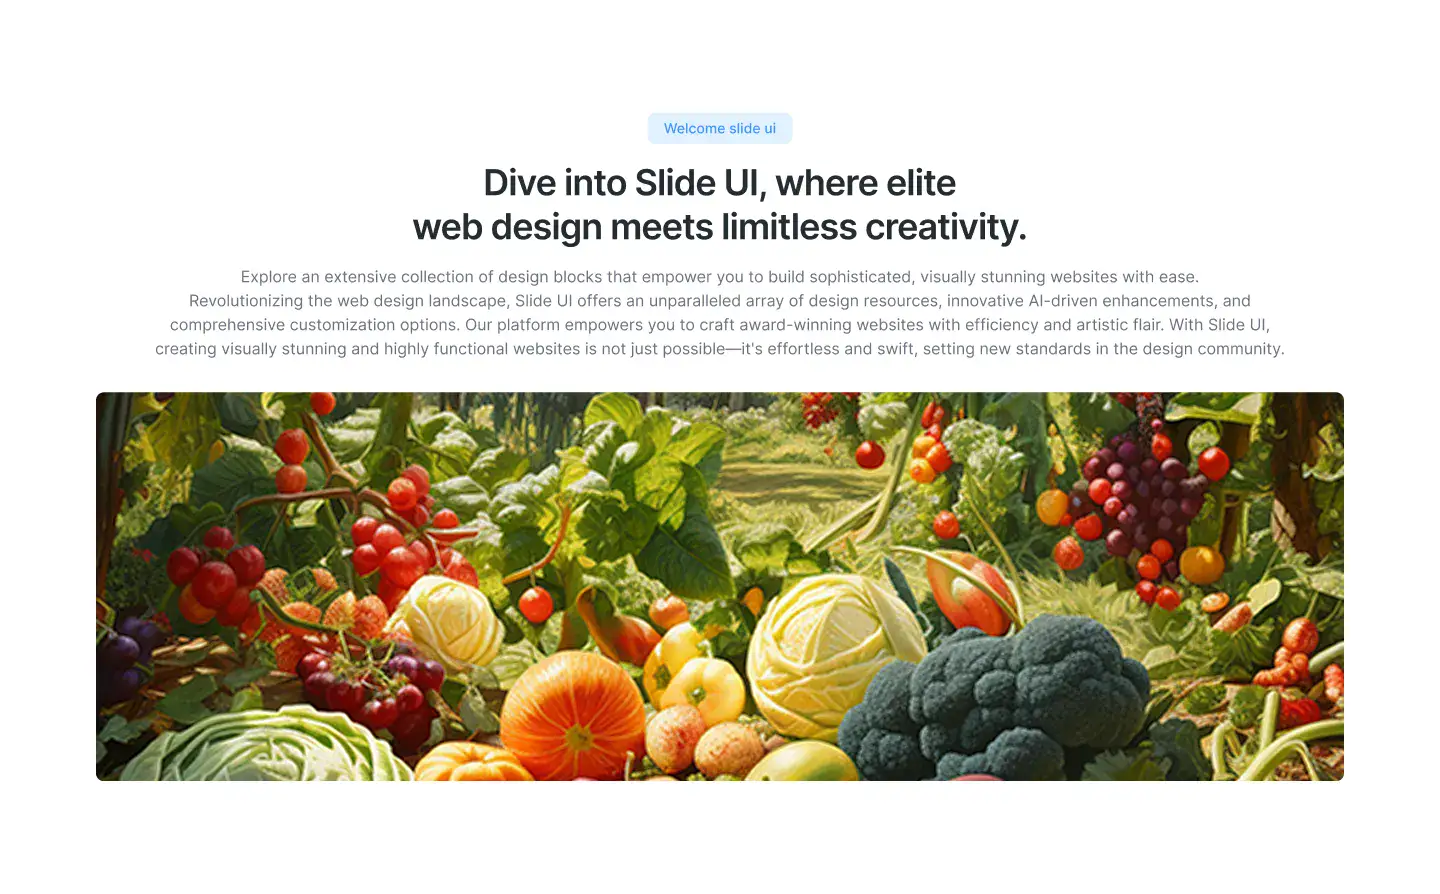 Welcome slide ui
Dive into Slide UI, where elite
web design meets limitless creativity.
Explore an extensive collection of design blocks that empower you to build sophisticated, visually stunning websites with ease.
Revolutionizing the web design landscape, Slide UI offers an unparalleled array of design resources, innovative AI-driven enhancements, and
comprehensive customization options. Our platform empowers you to craft award-winning websites with efficiency and artistic flair. With Slide UI,
creating visually stunning and highly functional websites is not just possible—it's effortless and swift, setting new standards in the design community.